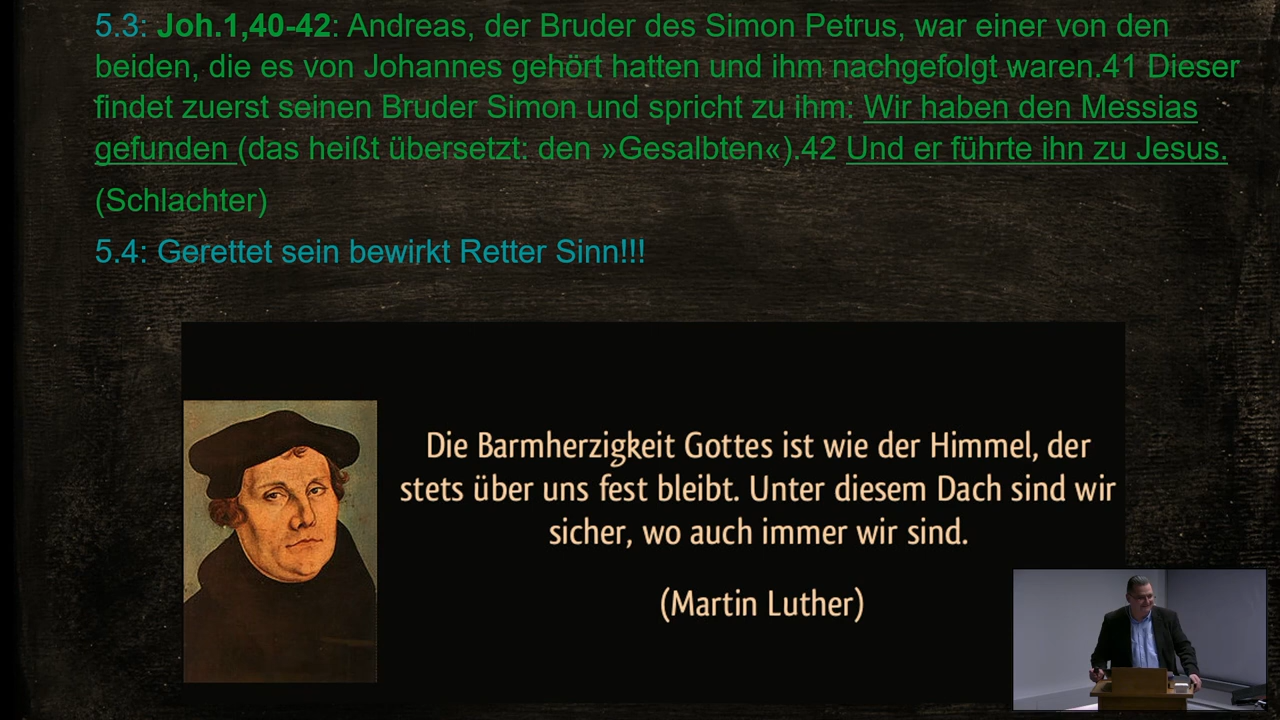 5.3: Joh.1,40-42: Andreas, der Bruder des Simon Petrus, war einer von den
beiden, die es von Johannes gehört hatten und ihm nachgefolgt waren.41 Dieser
findet zuerst seinen Bruder Simon und spricht zu ihm: Wir haben den Messias
gefunden (das heißt übersetzt: den »Gesalbten«).42 Und er führte ihn zu Jesus.
(Schlachter)
5.4: Gerettet sein bewirkt Retter Sinn!!!
Die Barmherzigkeit Gottes ist wie der Himmel, der
stets über uns fest bleibt. Unter diesem Dach sind wir
sicher, wo auch immer wir sind.
(Martin Luther)